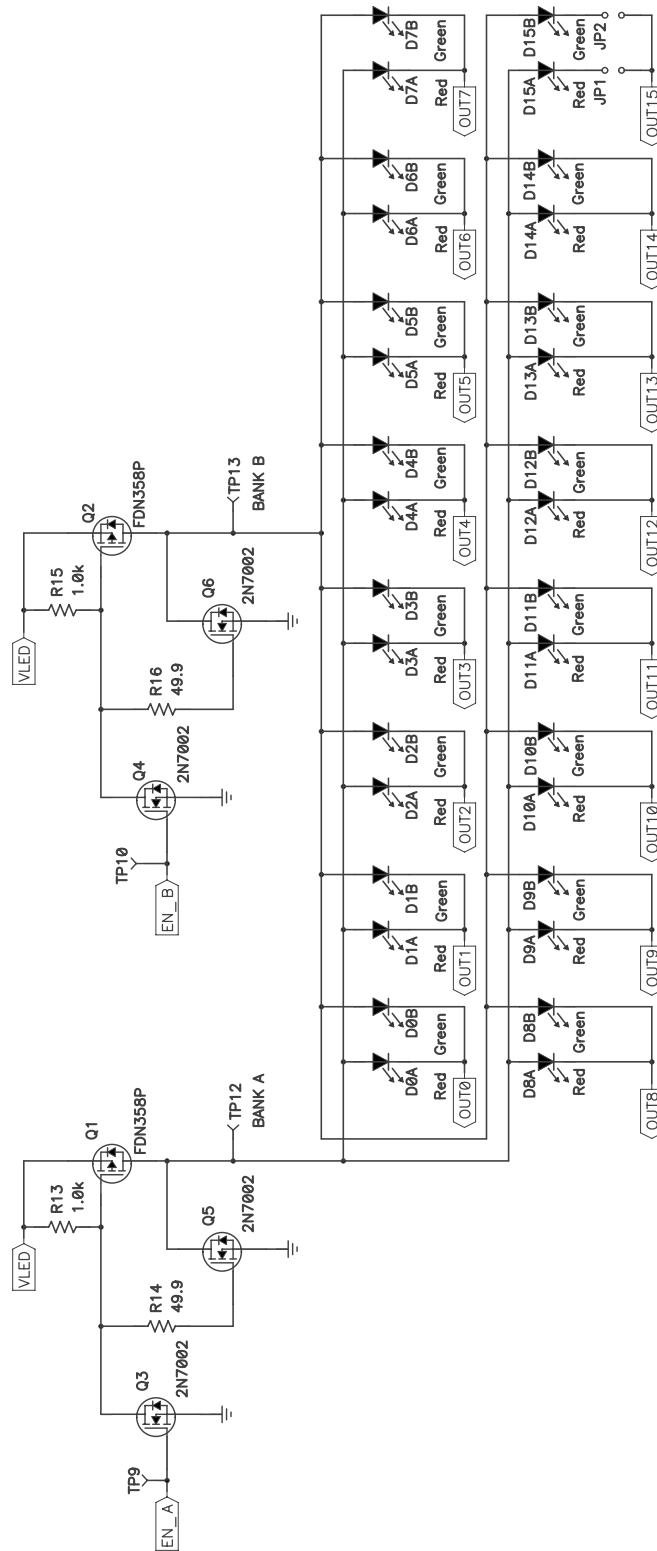 VLED
R13
1.0k
Q1
FDN358P
EN_A
TP9
Q3
2N7002
R14
49.9
Q5
2N7002
TP12
BANK A
VLED
R15
1.0k
Q2
FDN358P
EN_B
TP10
Q4
2N7002
R16
49.9
Q6
2N7002
TP13
BANK B
D0A
Red
D0B
Green
OUT0
D1A
Red
D1B
Green
OUT1
D2A
Red
D2B
Green
OUT2
D3A
Red
D3B
Green
OUT3
D4A
Red
D4B
Green
OUT4
D5A
Red
D5B
Green
OUT5
D6A
Red
D6B
Green
OUT6
D7A
Red
D7B
Green
OUT7
D8A
Red
D8B
Green
OUT8
D9A
Red
D9B
Green
OUT9
D10A
Red
D10B
Green
OUT10
D11A
Red
D11B
Green
OUT11
D12A
Red
D12B
Green
OUT12
D13A
Red
D13B
Green
OUT13
D14A
Red
D14B
Green
OUT14
D15A
Red
JP1
D15B
Green
JP2
OUT15